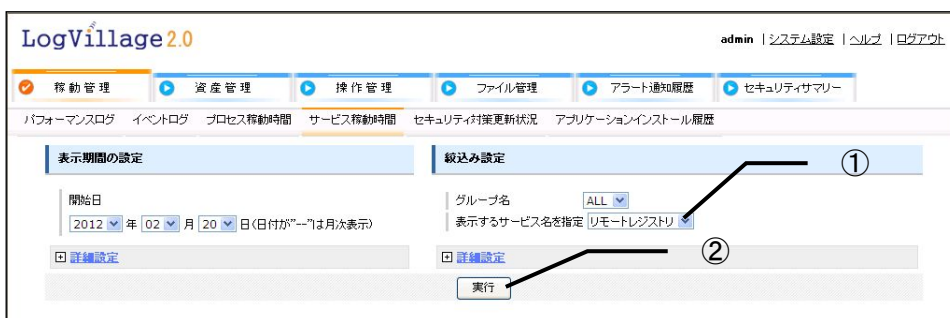 LogVillage 2.0
admin | システム設定 | ヘルプ | ログアウト
稼動管理 資産管理 操作管理 ファイル管理 アラート通知履歴 セキュリティサマリー
パフォーマンスログ イベントログ プロセス稼動時間 サービス稼動時間 セキュリティ対策更新状況 アプリケーションインストール履歴
表示期間の設定 絞込み設定
①
開始日 グループ名 ALL
2012 年 02 月 20 日(日付が"--"は月次表示) 表示するサービス名を指定 リモートレジストリ
②
詳細設定 詳細設定
実行